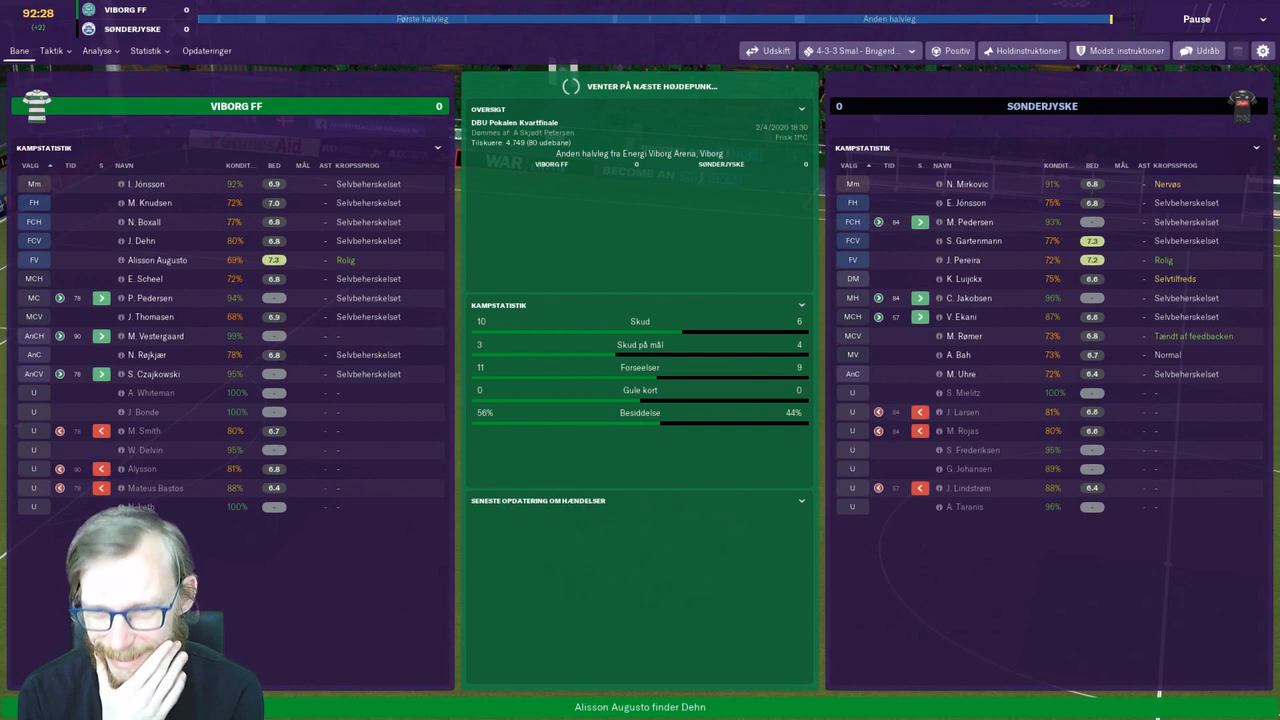 92:28
(+2)
VIBORG FF 0
SØNDERJYSKE 0
Første halvleg
Anden halvleg
Pause
Bane Taktik Analyse Statistik Opdateringer
Udskift 4-3-3 Smal - Brugerd... Positiv Holdinstruktioner Modst. instruktioner Udråb
VIBORG FF 0
KAMPSTATISTIK
VALG TID S NAVN KONDIT... BED MÅL AST KROPSSPROG
Mm I. Jónsson 92% 6.9 - Selvbeherskelset
FH M. Knudsen 72% 7.0 - Selvbeherskelset
FCH N. Boxall 77% 6.8 - Selvbeherskelset
FCV J. Dehn 80% 6.8 - Selvbeherskelset
FV Alisson Augusto 69% 7.3 - Rolig
MCH E. Scheel 72% 6.8 - Selvbeherskelset
MC 78 P. Pedersen 94% - - Selvbeherskelset
MCV J. Thomasen 68% 6.9 - Selvbeherskelset
AnCH 90 M. Vestergaard 99% - - -
AnC N. Røjkjær 78% 6.8 - Selvbeherskelset
AnCV 78 S. Czajkowski 95% - - Selvbeherskelset
U A. Whiteman 100% - - -
U J. Bonde 100% - - -
U 78 M. Smith 80% 6.7 - -
U W. Delvin 95% - - -
U 90 Alysson 81% 6.8 - -
U 78 Mateus Bastos 88% 6.4 - -
U 100% - - -
VENTER PÅ NÆSTE HØJDEPUNK...
OVERSIGT
DBU Pokalen Kvartfinale
Dømmes af: A Skjødt Petersen
Tilskuere: 4.749 (80 udebane)
2/4/2020 18:30
Frisk 11°C
Anden halvleg fra Energi Viborg Arena, Viborg
VIBORG FF 0 SØNDERJYSKE 0
KAMPSTATISTIK
10 Skud 6
3 Skud på mål 4
11 Forseelser 9
0 Gule kort 0
56% Besiddelse 44%
SENESTE OPDATERING OM HÆNDELSER
0 SØNDERJYSKE
KAMPSTATISTIK
VALG TID S NAVN KONDIT... BED MÅL AST KROPSSPROG
Mm N. Mirkovic 91% 6.8 - Nervøs
FH E. Jónsson 75% 6.8 - Selvbeherskelset
FCH 84 M. Pedersen 93% - - Selvbeherskelset
FCV S. Gartenmann 77% 7.3 - Selvbeherskelset
FV J. Pereira 72% 7.2 - Rolig
DM K. Luijckx 75% 6.6 - Selvtilfreds
MH 84 C. Jakobsen 96% - - Selvbeherskelset
MCH 57 V. Ekani 87% 6.6 - Selvbeherskelset
MCV M. Rømer 73% 6.8 - Tændt af feedbacken
MV A. Bah 73% 6.7 - Normal
AnC M. Uhre 72% 6.4 - Selvbeherskelset
U S. Mielitz 100% - - -
U 84 J. Larsen 81% 6.6 - -
U 84 M. Rojas 80% 6.6 - -
U S. Frederiksen 95% - - -
U G. Johansen 89% - - -
U 57 J. Lindstrøm 88% 6.4 - -
U A. Taranis 96% - - -
Alisson Augusto finder Dehn